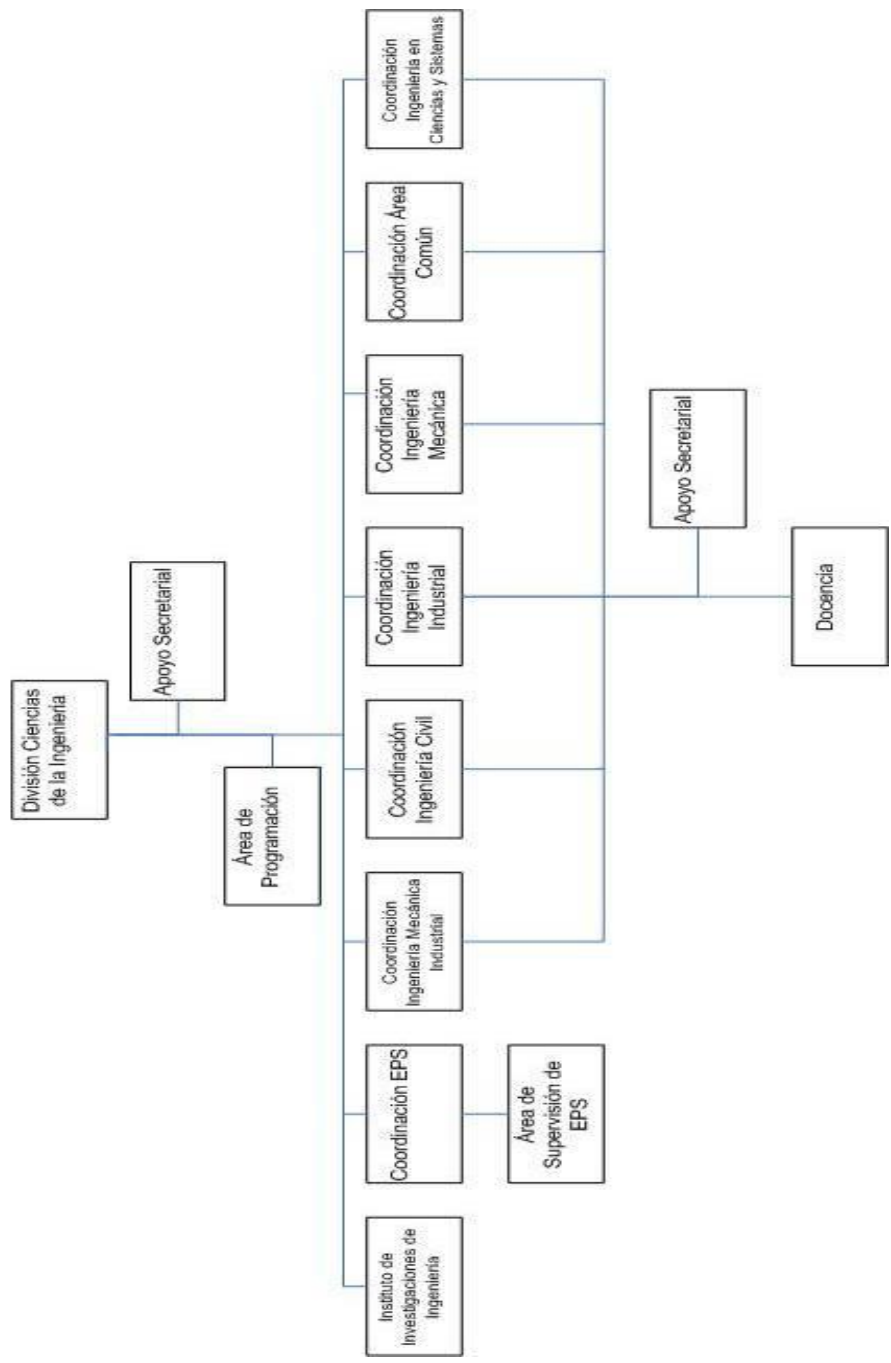 División Ciencias
de la Ingeniería
Apoyo Secretarial
Área de
Programación
Instituto de
Investigaciones de
Ingeniería
Coordinación EPS
Coordinación
Ingeniería Mecánica
Industrial
Coordinación
Ingeniería Civil
Coordinación
Ingeniería
Industrial
Coordinación
Ingeniería
Mecánica
Coordinación Área
Común
Coordinación
Ingeniería en
Ciencias y Sistemas
Área de
Supervisión de
EPS
Apoyo Secretarial
Docencia